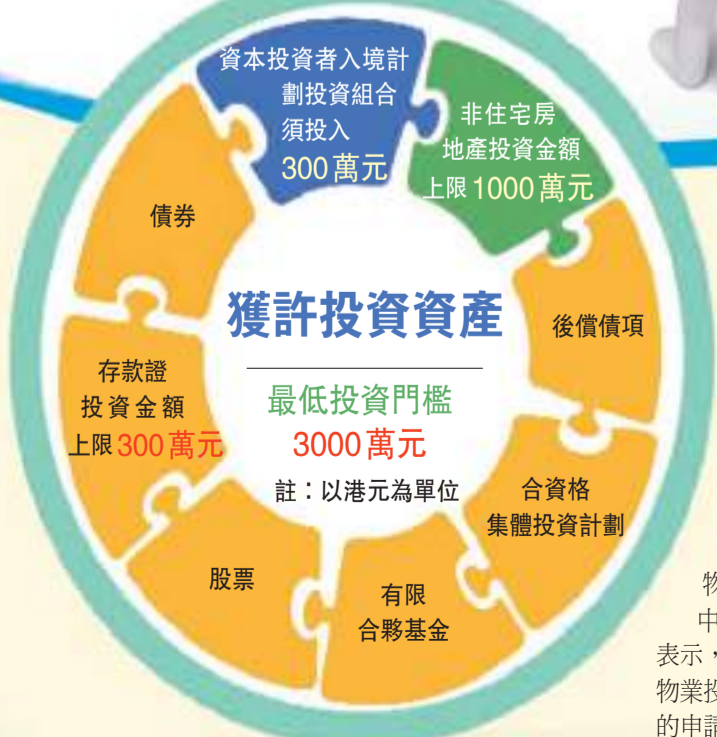 資本投資者入境計
劃投資組合
須投入
300萬元
非住宅房
地產投資金額
上限1000萬元
後償債項
合資格
集體投資計劃
有限
合夥基金
股票
存款證
投資金額
上限300萬元
債券
獲許投資資產
最低投資門檻
3000萬元
註：以港元為單位
物
中
表示，
物業投
的申請